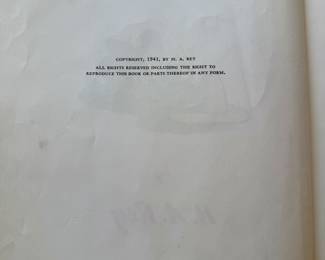 COPYRIGHT, 1941, BY H. A. REY
ALL RIGHTS RESERVED INCLUDING THE RIGHT TO
REPRODUCE THIS BOOK OR PARTS THEREOF IN ANY FORM.